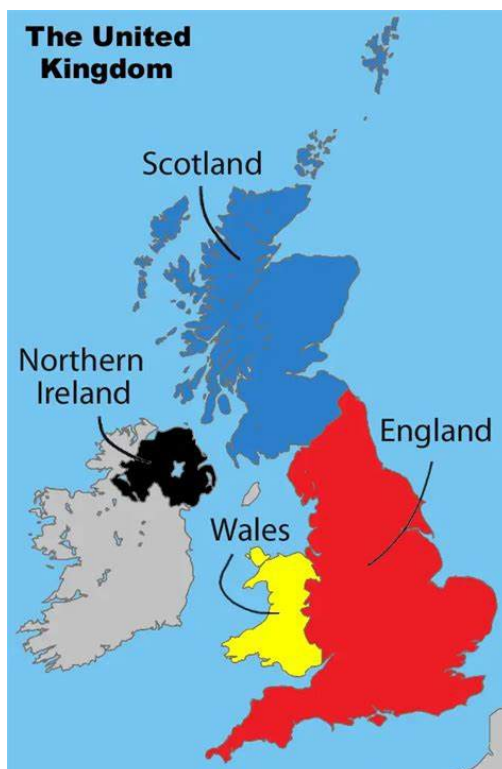 The United
Kingdom
Scotland
Northern
Ireland
England
Wales